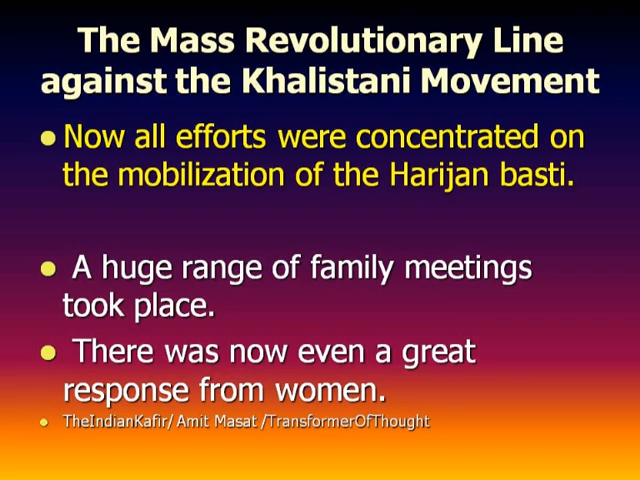 The Mass Revolutionary Line
against the Khalistani Movement
Now all efforts were concentrated on
the mobilization of the Harijan basti.
A huge range of family meetings
took place.
There was now even a great
response from women.
TheIndianKafir/ Amit Masat /TransformerOfThought